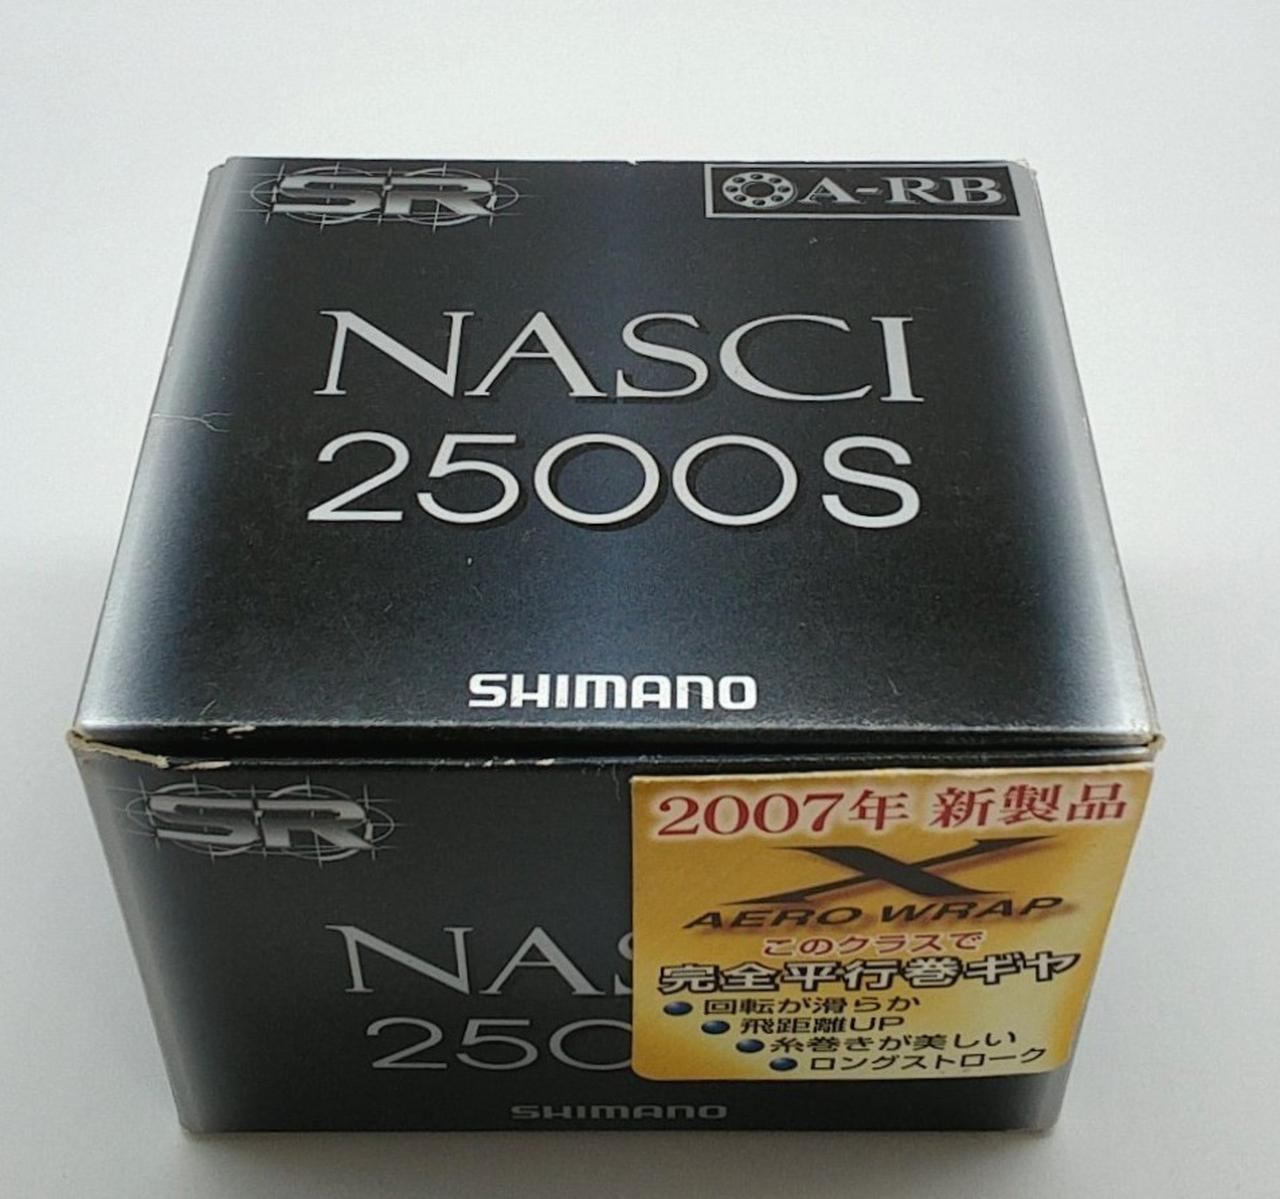 SR
A-RB
NASCI
2500S
SHIMANO
SR
NAS
250
SHIMANO
2007年 新製品
X
AERO WRAP
このクラスで
完全平行巻ギヤ
● 回転が滑らか
● 飛距離UP
● 糸巻きが美しい
● ロングストローク